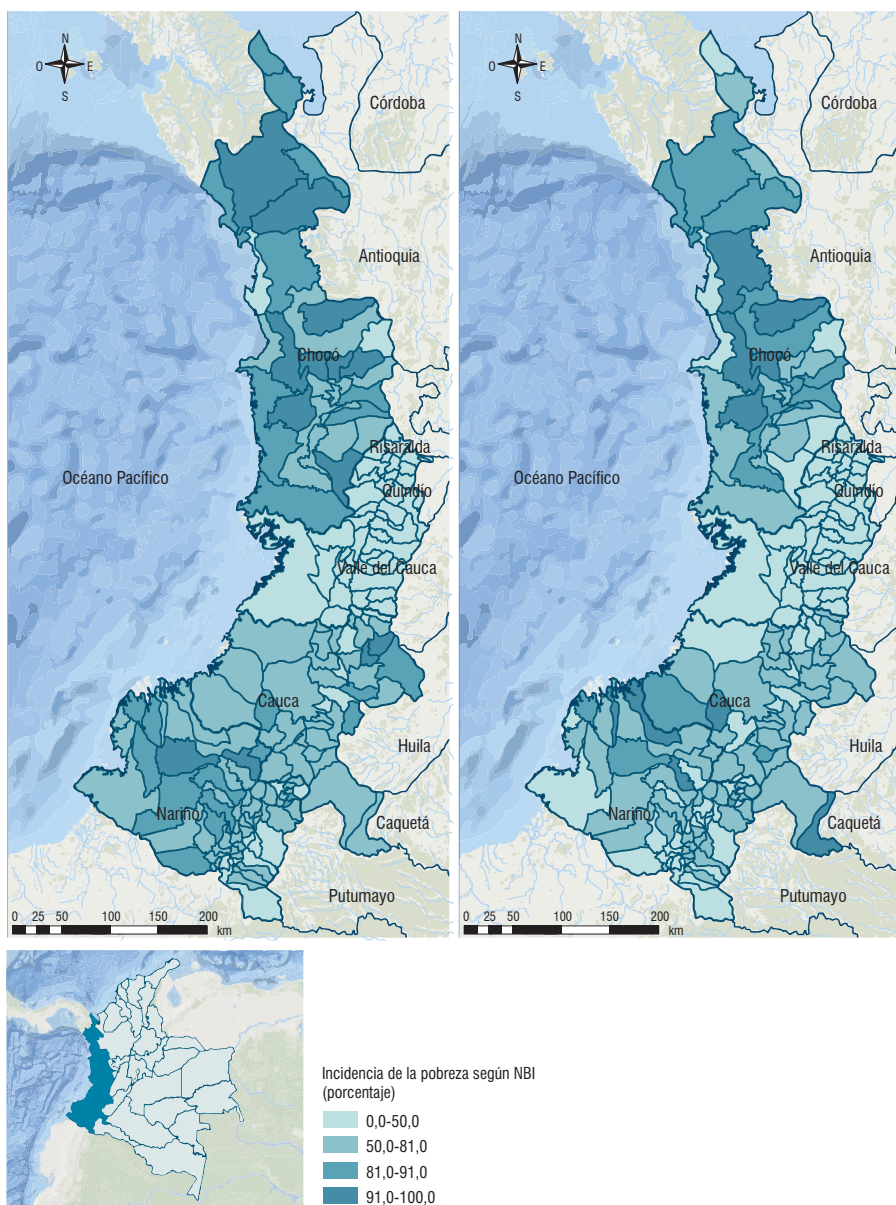 N
O E
S
Córdoba
Antioquia
Chocó
Risaralda
Quindío
Océano Pacífico
Valle del Cauca
Cauca
Huila
Nariño
Caquetá
Putumayo
0 25 50 100 150 200
km
N
O E
S
Córdoba
Antioquia
Chocó
Risaralda
Quindío
Océano Pacífico
Valle del Cauca
Cauca
Huila
Nariño
Caquetá
Putumayo
0 25 50 100 150 200
km
Incidencia de la pobreza según NBI
(porcentaje)
0,0-50,0
50,0-81,0
81,0-91,0
91,0-100,0